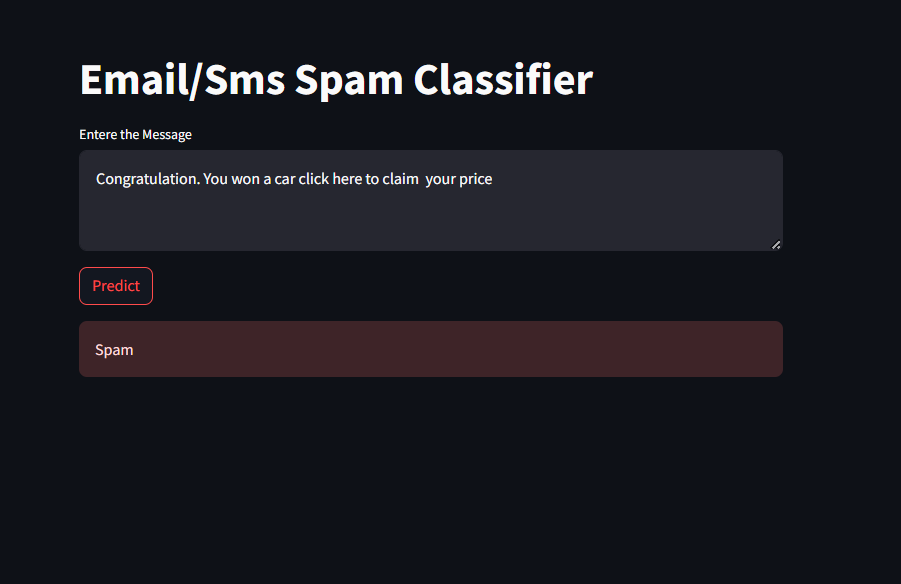 Email/Sms Spam Classifier
Entere the Message
Congratulation. You won a car click here to claim  your price
Predict
Spam